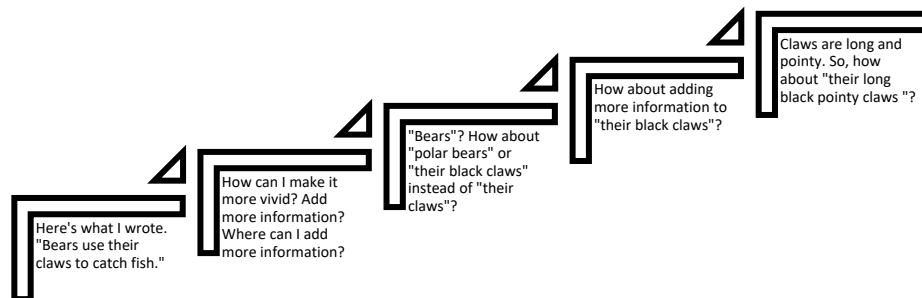 Here's what I wrote.
"Bears use their
claws to catch fish."
How can I make it
more vivid? Add
more information?
Where can I add
more information?
"Bears"? How about
"polar bears" or
"their black claws"
instead of "their
claws"?
How about adding
more information to
"their black claws"?
Claws are long and
pointy. So, how
about "their long
black pointy claws "?